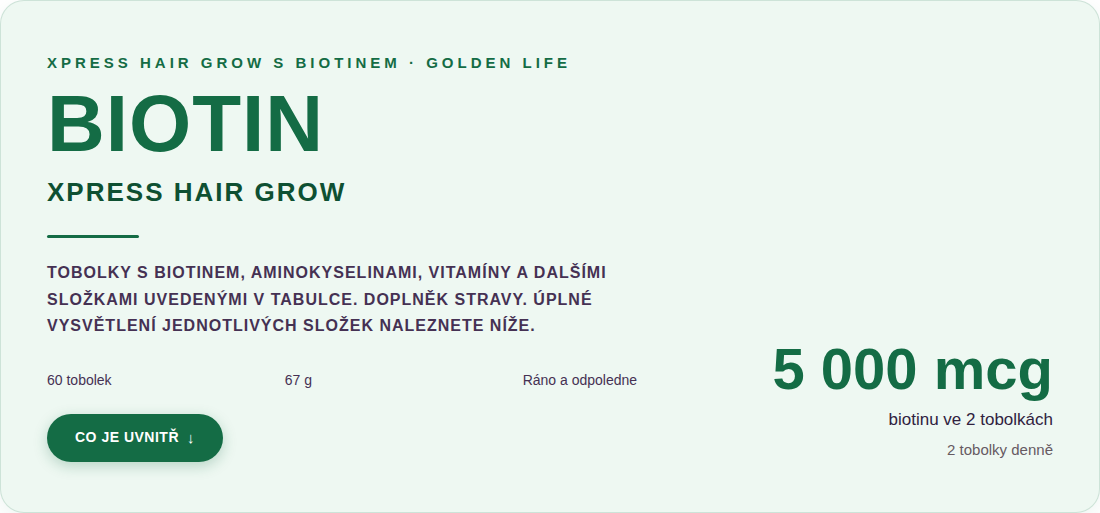 XPRESS HAIR GROW S BIOTINEM · GOLDEN LIFE
BIOTIN
XPRESS HAIR GROW
TOBOLKY S BIOTINEM, AMINOKYSELINAMI, VITAMÍNY A DALŠÍMI
SLOŽKAMI UVEDENÝMI V TABULCE. DOPLNĚK STRAVY. ÚPLNÉ
VYSVĚTLENÍ JEDNOTLIVÝCH SLOŽEK NALEZNETE NÍŽE.
60 tobolek
67 g
Ráno a odpoledne
CO JE UVNITŘ ↓
5 000 mcg
biotinu ve 2 tobolkách
2 tobolky denně